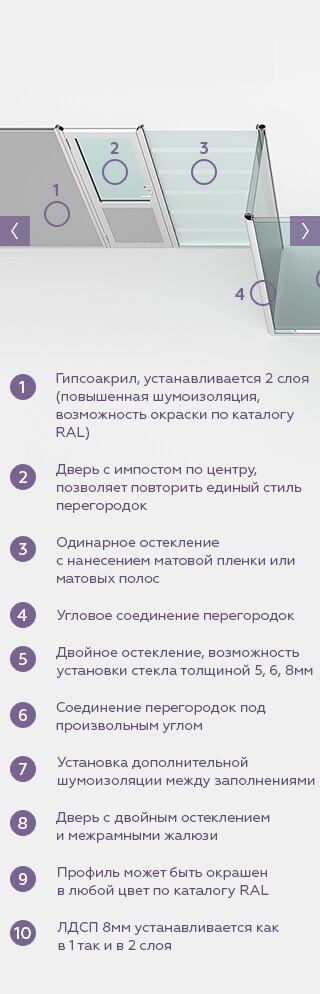 2
3
1
4
1 Гипсоакрил, устанавливается 2 слоя
(повышенная шумоизоляция,
возможность окраски по каталогу
RAL)
2 Дверь с импостом по центру,
позволяет повторить единый стиль
перегородок
3 Одинарное остекление
с нанесением матовой пленки или
матовых полос
4 Угловое соединение перегородок
5 Двойное остекление, возможность
установки стекла толщиной 5, 6, 8мм
6 Соединение перегородок под
произвольным углом
7 Установка дополнительной
шумоизоляции между заполнениями
8 Дверь с двойным остеклением
и межрамными жалюзи
9 Профиль может быть окрашен
в любой цвет по каталогу RAL
10 ЛДСП 8мм устанавливается как
в 1 так и в 2 слоя